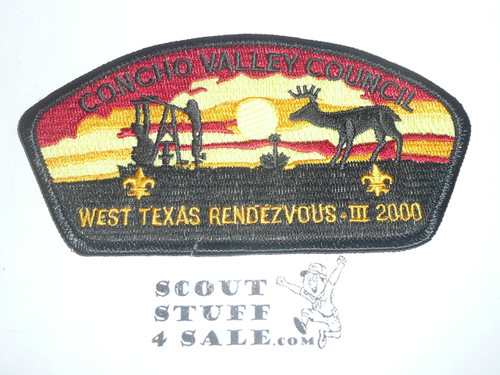 CONCHO VALLEY COUNCIL
WEST TEXAS RENDEZVOUS - III 2000
SCOUT
STUFF
4 SALE.COM